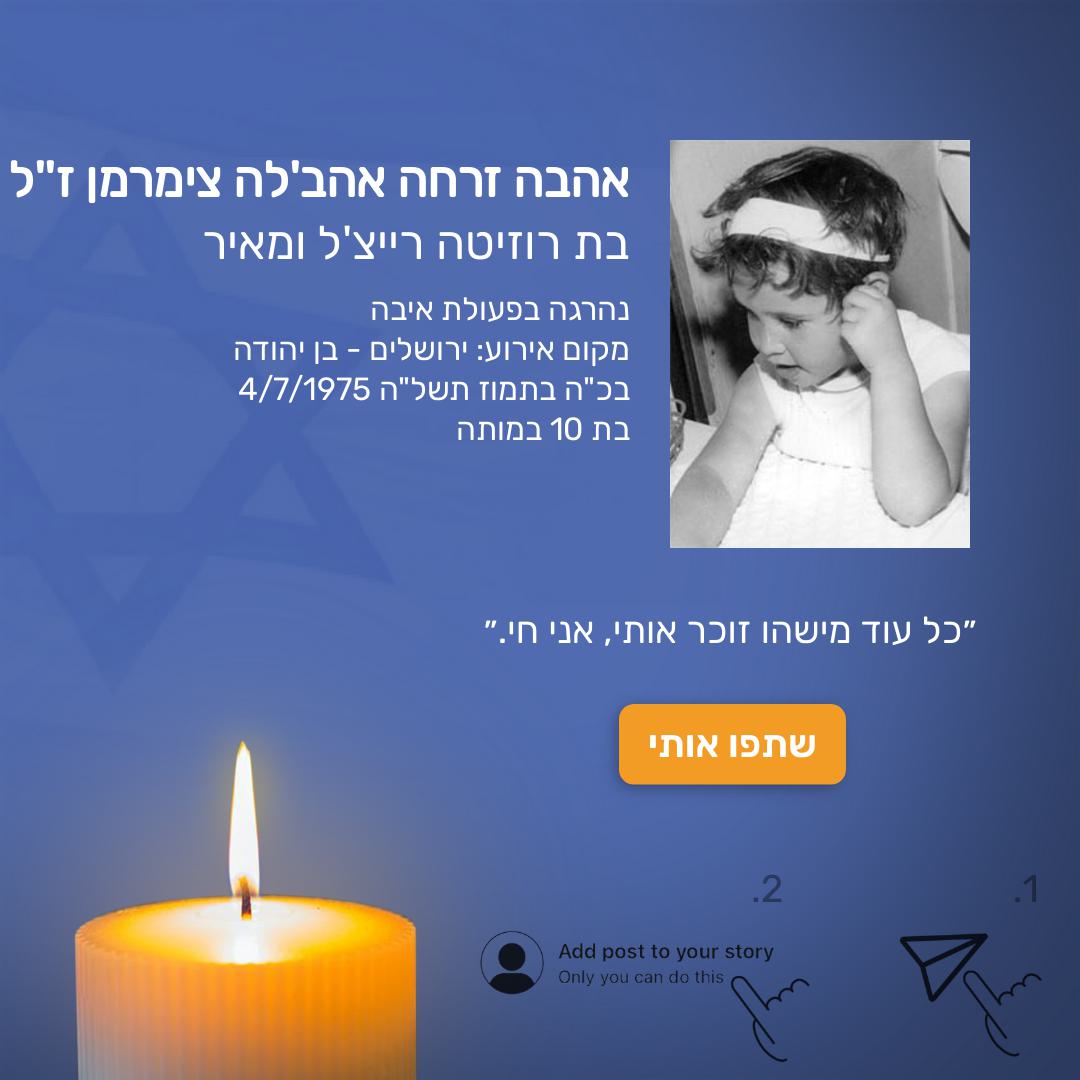 אהבה זרחה אהב'לה צימרמן ז"ל
בת רוזיטה רייצ'ל ומאיר
נהרגה בפעולת איבה
מקום אירוע: ירושלים - בן יהודה
בכ"ה בתמוז תשל"ה 4/7/1975
בת 10 במותה
״כל עוד מישהו זוכר אותי, אני חי.״
שתפו אותי
1.
2.
Add post to your story
Only you can do this